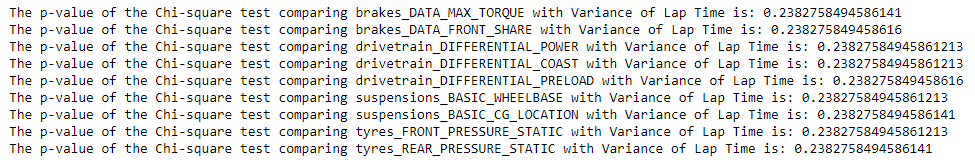 The p-value of the Chi-square test comparing brakes_DATA_MAX_TORQUE with Variance of Lap Time is: 0.2382758494586141
The p-value of the Chi-square test comparing brakes_DATA_FRONT_SHARE with Variance of Lap Time is: 0.238275849458616
The p-value of the Chi-square test comparing drivetrain_DIFFERENTIAL_POWER with Variance of Lap Time is: 0.23827584945861213
The p-value of the Chi-square test comparing drivetrain_DIFFERENTIAL_COAST with Variance of Lap Time is: 0.23827584945861213
The p-value of the Chi-square test comparing drivetrain_DIFFERENTIAL_PRELOAD with Variance of Lap Time is: 0.238275849458616
The p-value of the Chi-square test comparing suspensions_BASIC_WHEELBASE with Variance of Lap Time is: 0.23827584945861213
The p-value of the Chi-square test comparing suspensions_BASIC_CG_LOCATION with Variance of Lap Time is: 0.2382758494586141
The p-value of the Chi-square test comparing tyres_FRONT_PRESSURE_STATIC with Variance of Lap Time is: 0.23827584945861213
The p-value of the Chi-square test comparing tyres_REAR_PRESSURE_STATIC with Variance of Lap Time is: 0.2382758494586141